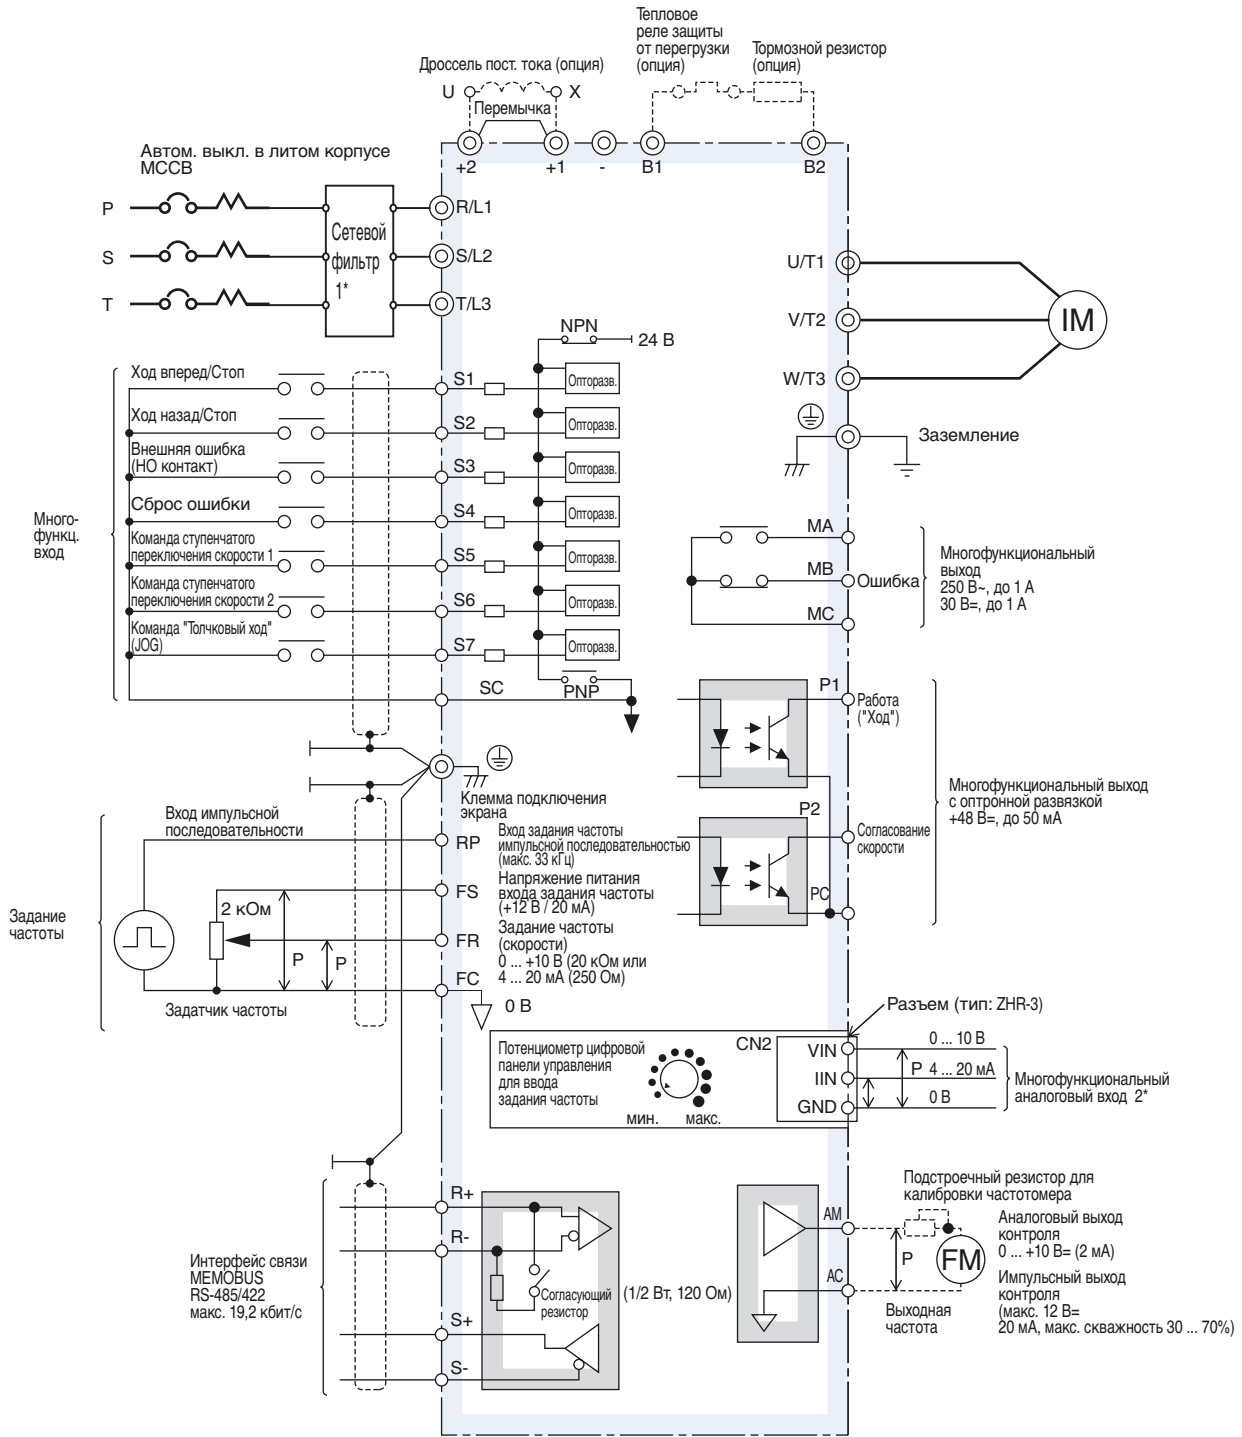 Тепловое
реле защиты
от перегрузки
(опция)
Тормозной резистор
(опция)
Дроссель пост. тока (опция)
U
X
Перемычка
+2
+1
-
B1
B2
Автом. выкл. в литом корпусе
MCCB
P
S
T
Сетевой
фильтр
1*
R/L1
S/L2
T/L3
U/T1
V/T2
W/T3
IM
Заземление
NPN
24 В
Много-
функц.
вход
Ход вперед/Стоп
S1
Опторазв.
Ход назад/Стоп
S2
Опторазв.
Внешняя ошибка
(НО контакт)
S3
Опторазв.
Сброс ошибки
S4
Опторазв.
Команда ступенчатого
переключения скорости 1
S5
Опторазв.
Команда ступенчатого
переключения скорости 2
S6
Опторазв.
Команда "Толчковый ход"
(JOG)
S7
Опторазв.
SC
PNP
MA
MB
Ошибка
MC
Многофункциональный
выход
250 В~, до 1 А
30 В=, до 1 А
P1
Работа
("Ход")
P2
Согласование
скорости
PC
Многофункциональный выход
с оптронной развязкой
+48 В=, до 50 мА
Клемма подключения
экрана
Задание
частоты
Вход импульсной
последовательности
RP
Вход задания частоты
импульсной последовательностью
(макс. 33 кГц)
2 кОм
FS
Напряжение питания
входа задания частоты
(+12 В / 20 мА)
P
P
FR
Задание частоты
(скорости)
0 ... +10 В (20 кОм или
4 ... 20 мА (250 Ом)
FC
0 В
Задатчик частоты
Разъем (тип: ZHR-3)
Потенциометр цифровой
панели управления
для ввода
задания частоты
мин.
макс.
CN2
VIN
IIN
GND
0 ... 10 В
P
4 ... 20 мА
0 В
Многофункциональный
аналоговый вход 2*
Интерфейс связи
MEMOBUS
RS-485/422
макс. 19,2 кбит/с
R+
R-
S+
S-
Согласующий
резистор
(1/2 Вт, 120 Ом)
AM
AC
P
FM
Выходная
частота
Подстроечный резистор для
калибровки частотомера
Аналоговый выход
контроля
0 ... +10 В= (2 мА)
Импульсный выход
контроля
(макс. 12 В=
20 мА, макс. скважность 30 ... 70%)